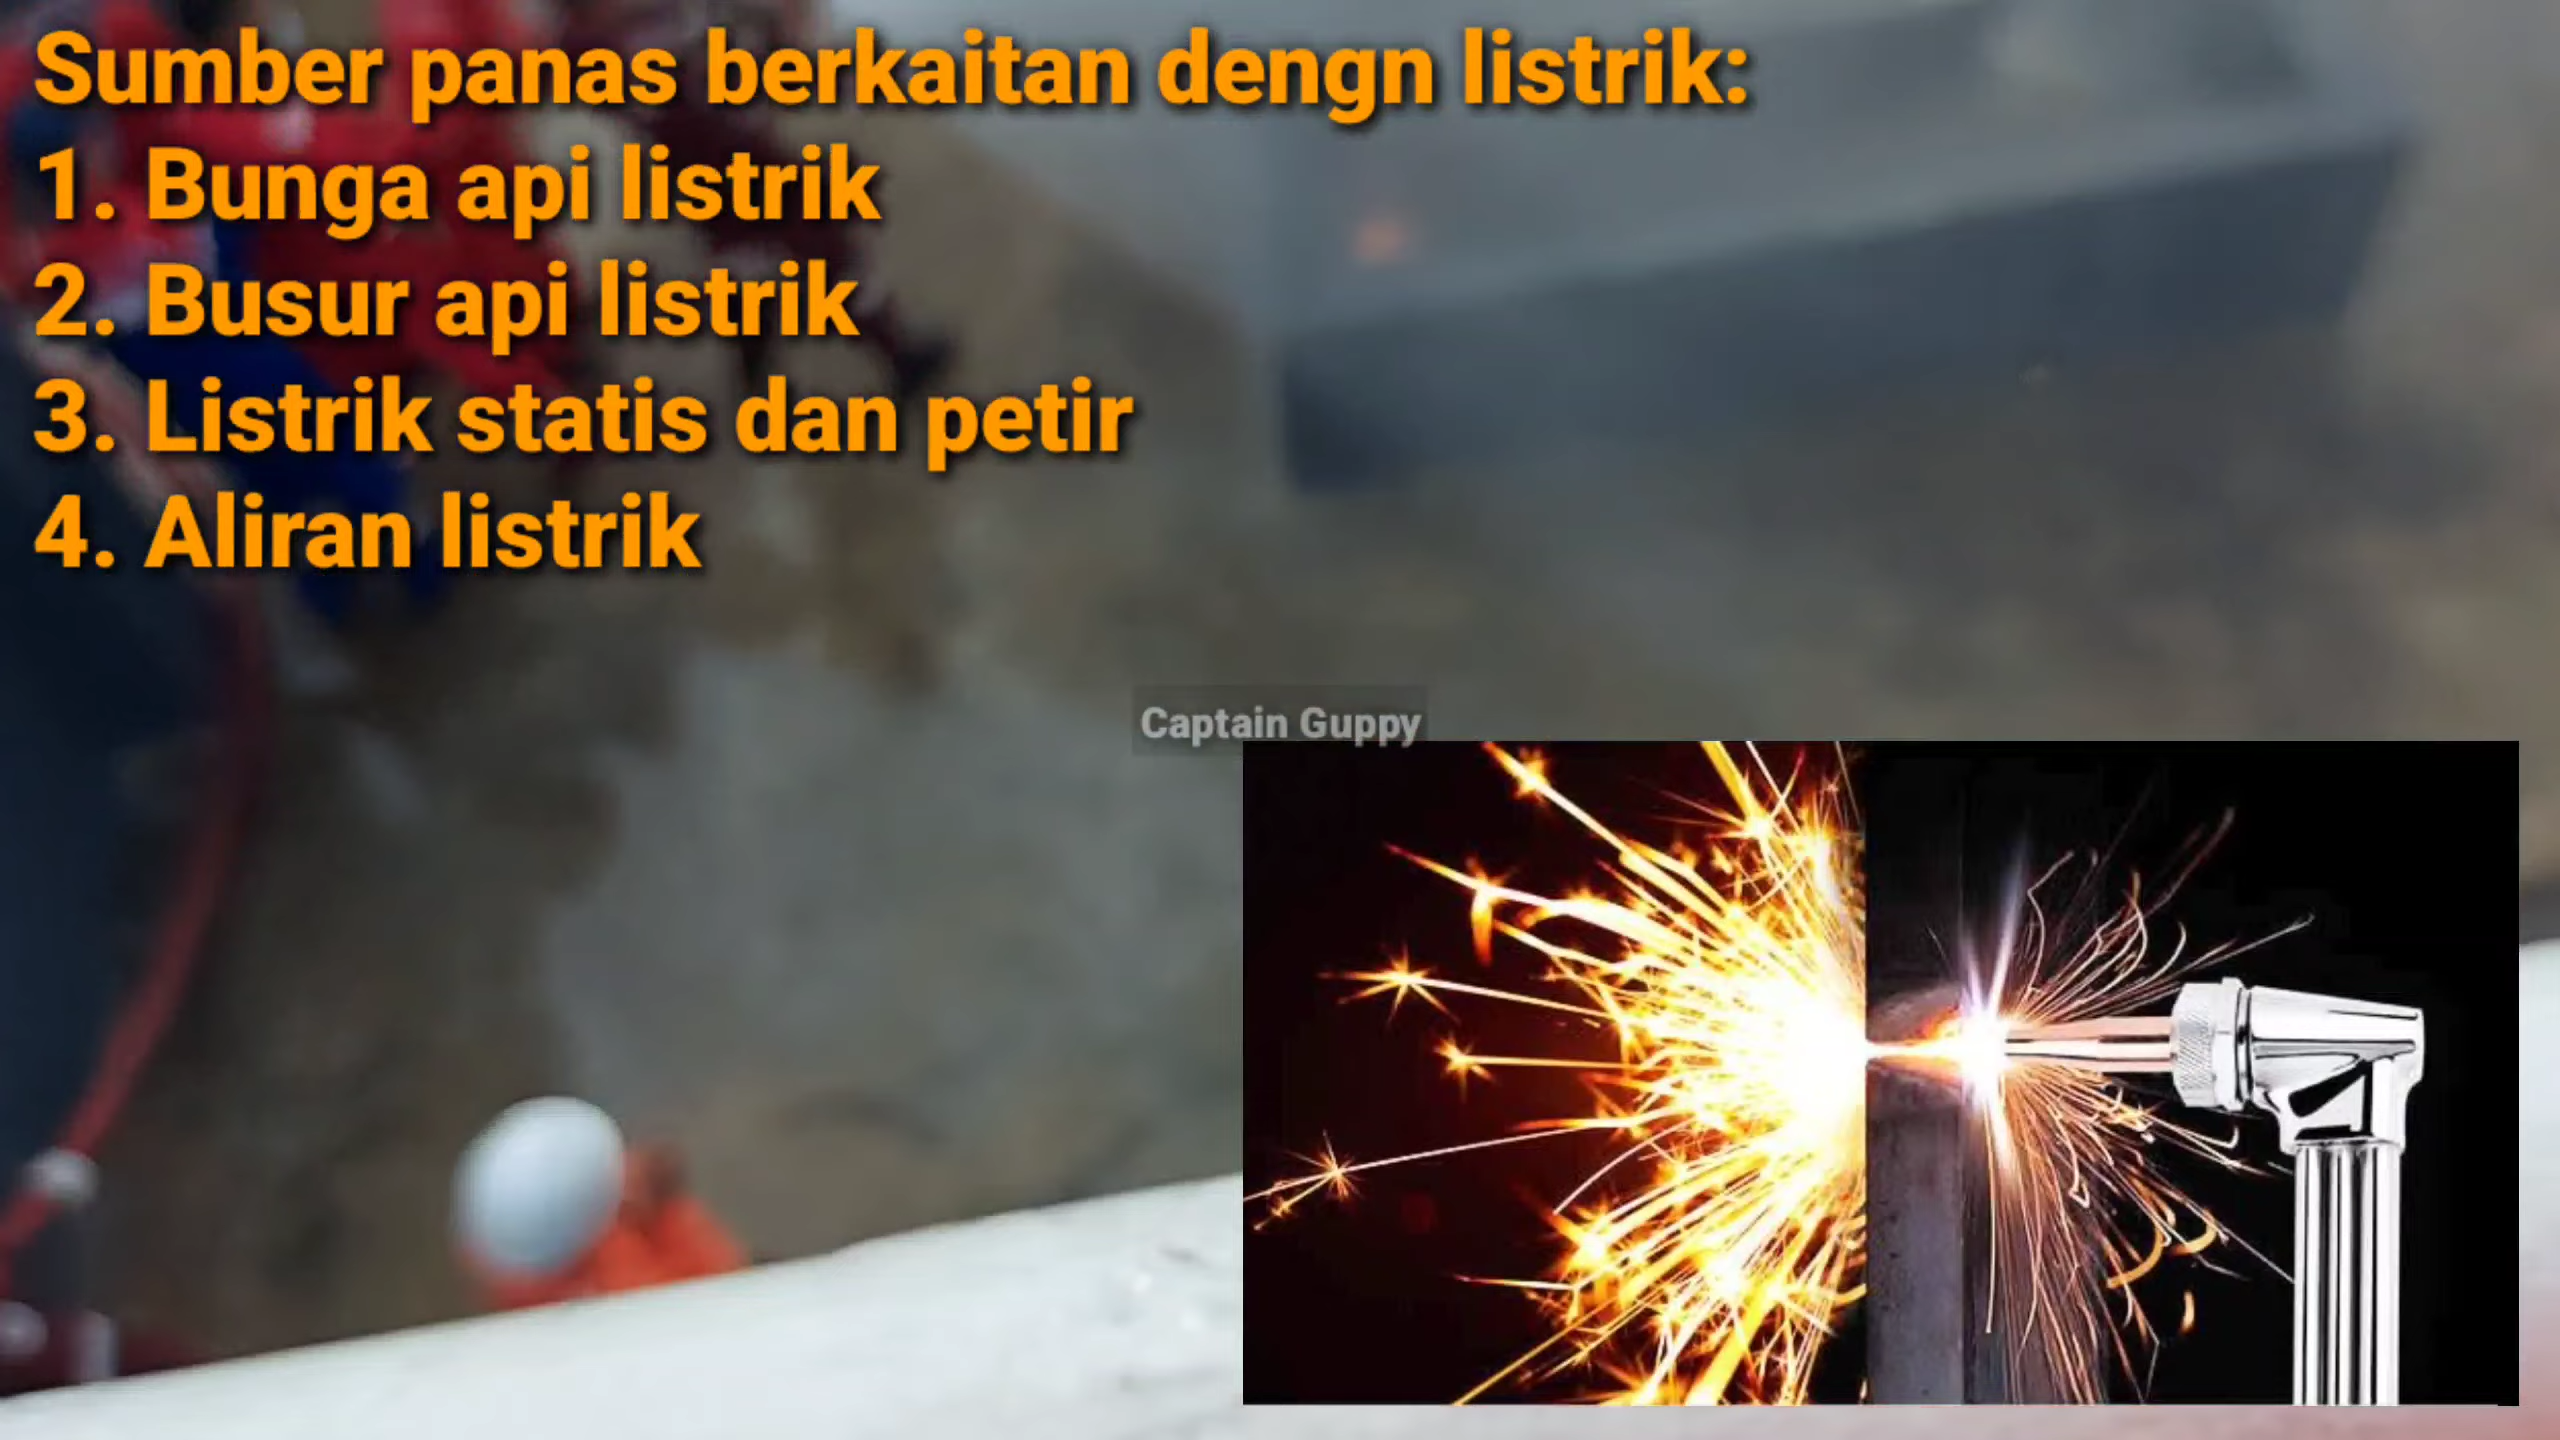 Sumber panas berkaitan dengn listrik:
1. Bunga api listrik
2. Busur api listrik
3. Listrik statis dan petir
4. Aliran listrik
Captain Guppy